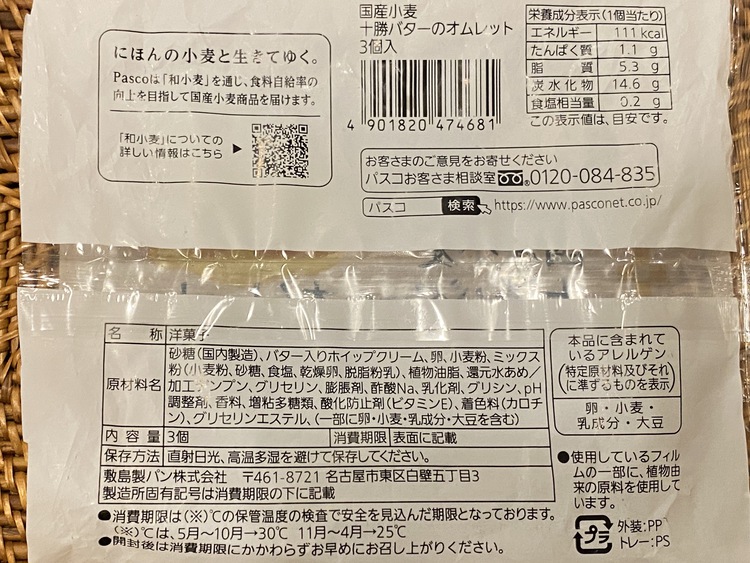 にほんの小麦と生きてゆく。
Pascoは「和小麦」を通じ、食料自給率の
向上を目指して国産小麦商品を届けます。
「和小麦」についての
詳しい情報はこちら ▶
国産小麦
十勝バターのオムレット
3個入
4 901820 474681
栄養成分表示(1個当たり)
エネルギー 111 kcal
たんぱく質 1.1 g
脂質 5.3 g
炭水化物 14.6 g
食塩相当量 0.2 g
この表示値は、目安です。
お客さまのご意見をお寄せください
パスコお客さま相談室 0120-084-835
パスコ 検索 https://www.pasconet.co.jp/
名称 洋菓子
原材料名 砂糖(国内製造)、バター入りホイップクリーム、卵、小麦粉、ミックス
粉(小麦粉、砂糖、食塩、乾燥卵、脱脂粉乳)、植物油脂、還元水あめ/
加工デンプン、グリセリン、膨脹剤、酢酸Na、乳化剤、グリシン、pH
調整剤、香料、増粘多糖類、酸化防止剤(ビタミンE)、着色料(カロチ
ン)、グリセリンエステル、(一部に卵・小麦・乳成分・大豆を含む)
内容量 3個 消費期限 表面に記載
保存方法 直射日光、高温多湿を避けて保存してください。
敷島製パン株式会社 〒461-8721 名古屋市東区白壁五丁目3
製造所固有記号は消費期限の下に記載
本品に含まれている
アレルゲン
(特定原材料及びそれ
に準ずるものを表示)
卵・小麦・
乳成分・大豆
●使用しているフィル
ムの一部に、植物由
来の原料を使用して
います。
プラ
外装:PP
トレー:PS
●消費期限は(※)℃の保管温度の検査で安全を見込んだ期限となっております。
(※)℃は、5月〜10月→30℃ 11月〜4月→25℃
●開封後は消費期限にかかわらずお早めにお召し上がりください。